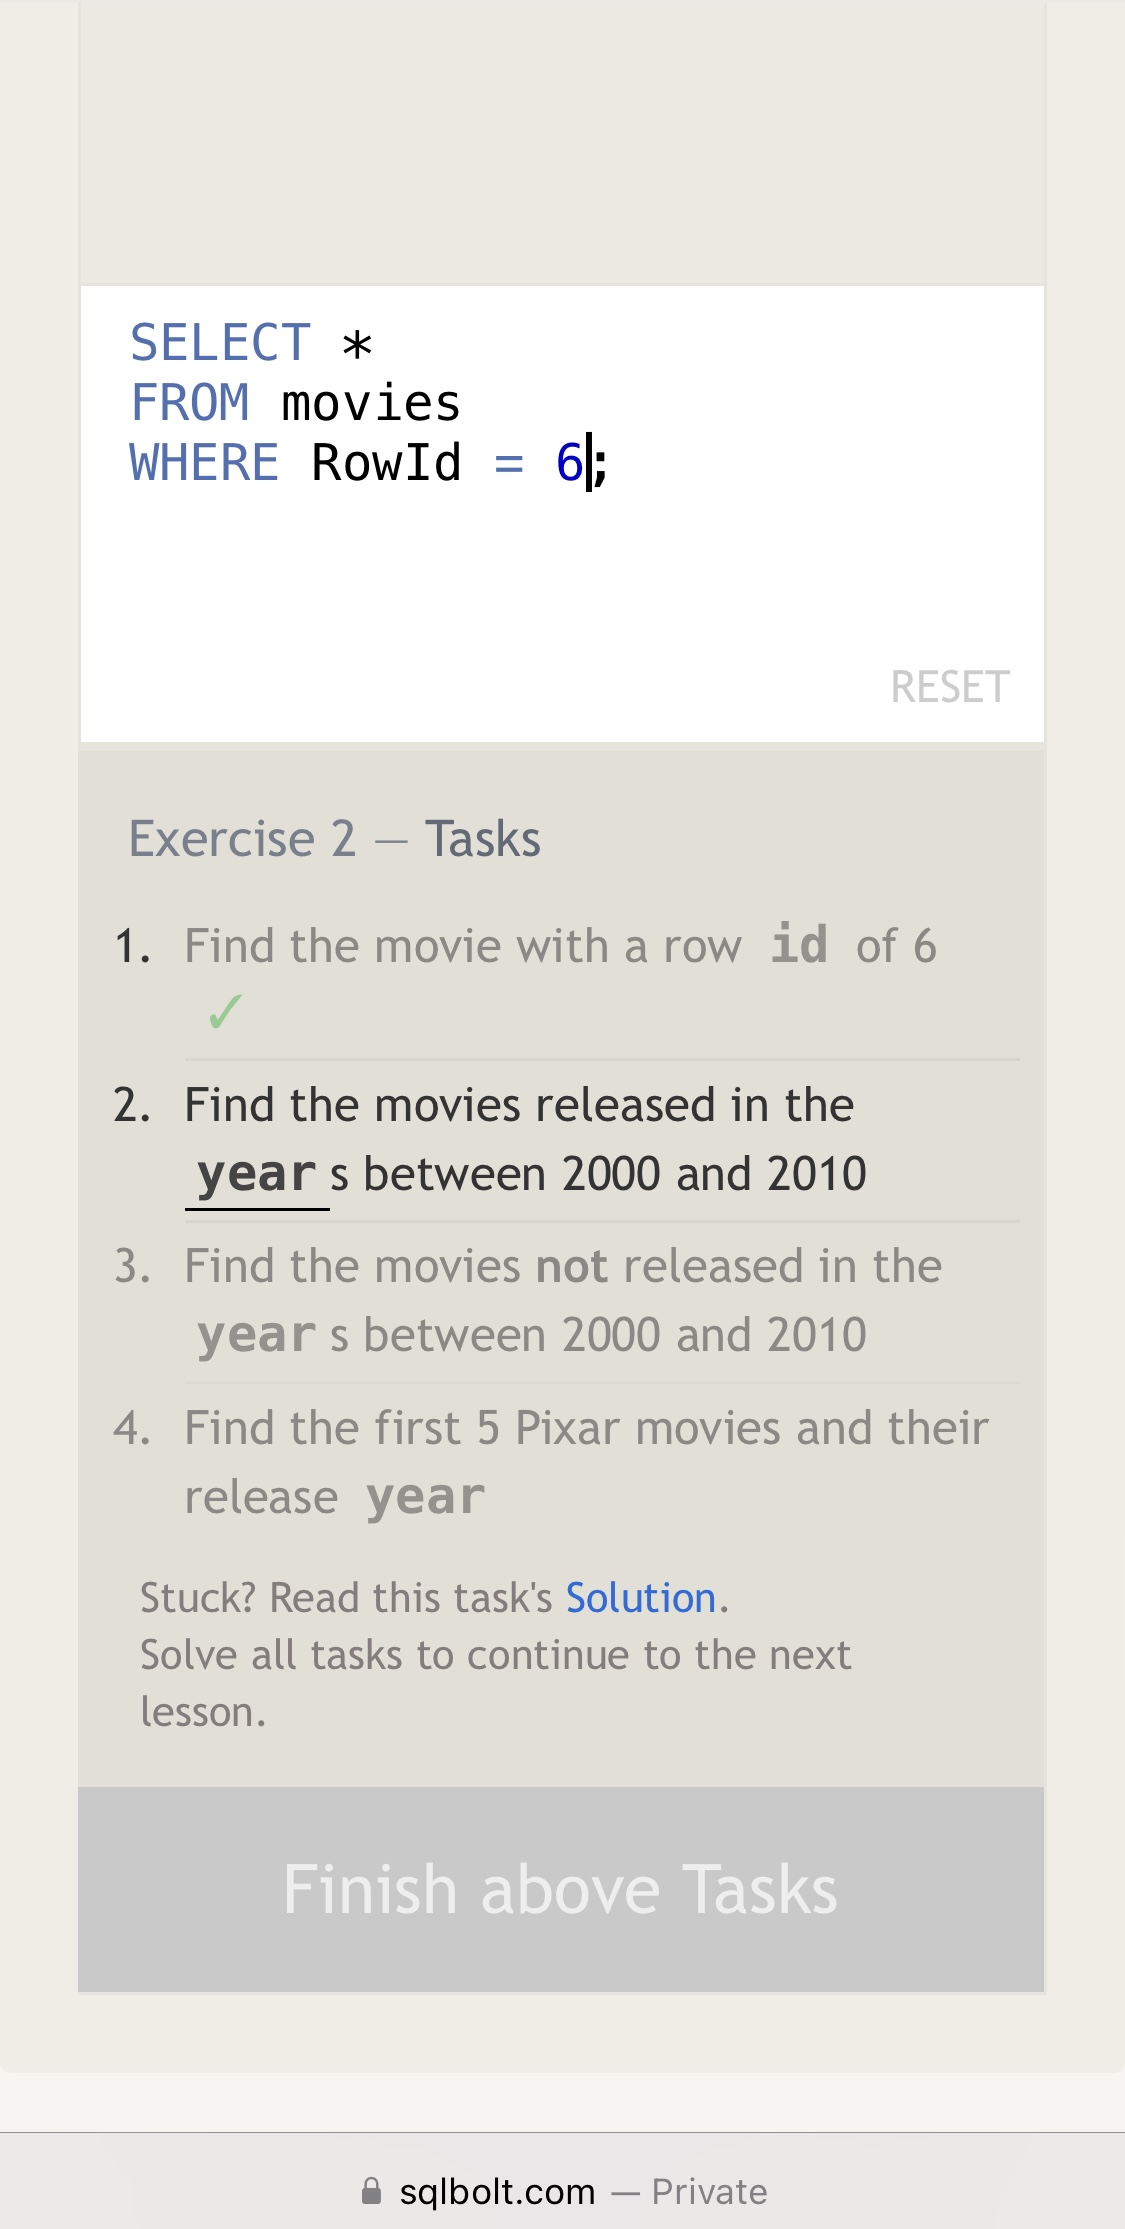 SELECT *
FROM movies
WHERE RowId = 6;
RESET
Exercise 2 — Tasks
1. Find the movie with a row id of 6
✓
2. Find the movies released in the
year s between 2000 and 2010
3. Find the movies not released in the
year s between 2000 and 2010
4. Find the first 5 Pixar movies and their
release year
Stuck? Read this task's Solution.
Solve all tasks to continue to the next
lesson.
Finish above Tasks
sqlbolt.com — Private